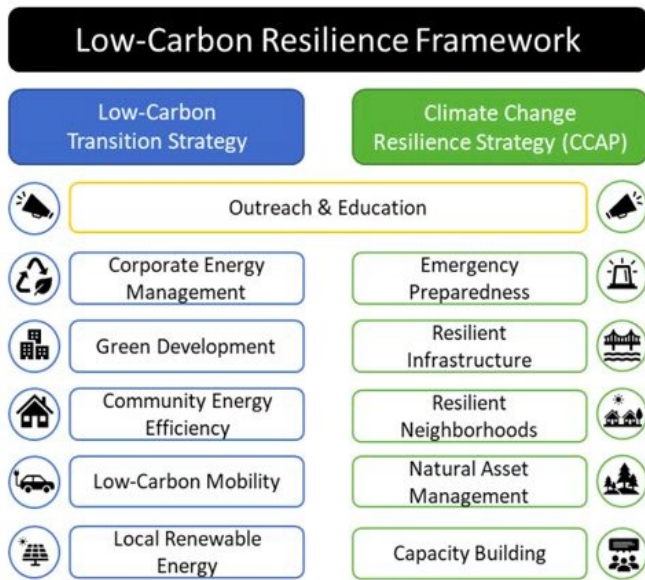 Low-Carbon Resilience Framework
Low-Carbon
Transition Strategy
Climate Change
Resilience Strategy (CCAP)
Outreach & Education
Corporate Energy
Management
Emergency
Preparedness
Green Development
Resilient
Infrastructure
Community Energy
Efficiency
Resilient
Neighborhoods
Low-Carbon Mobility
Natural Asset
Management
Local Renewable
Energy
Capacity Building